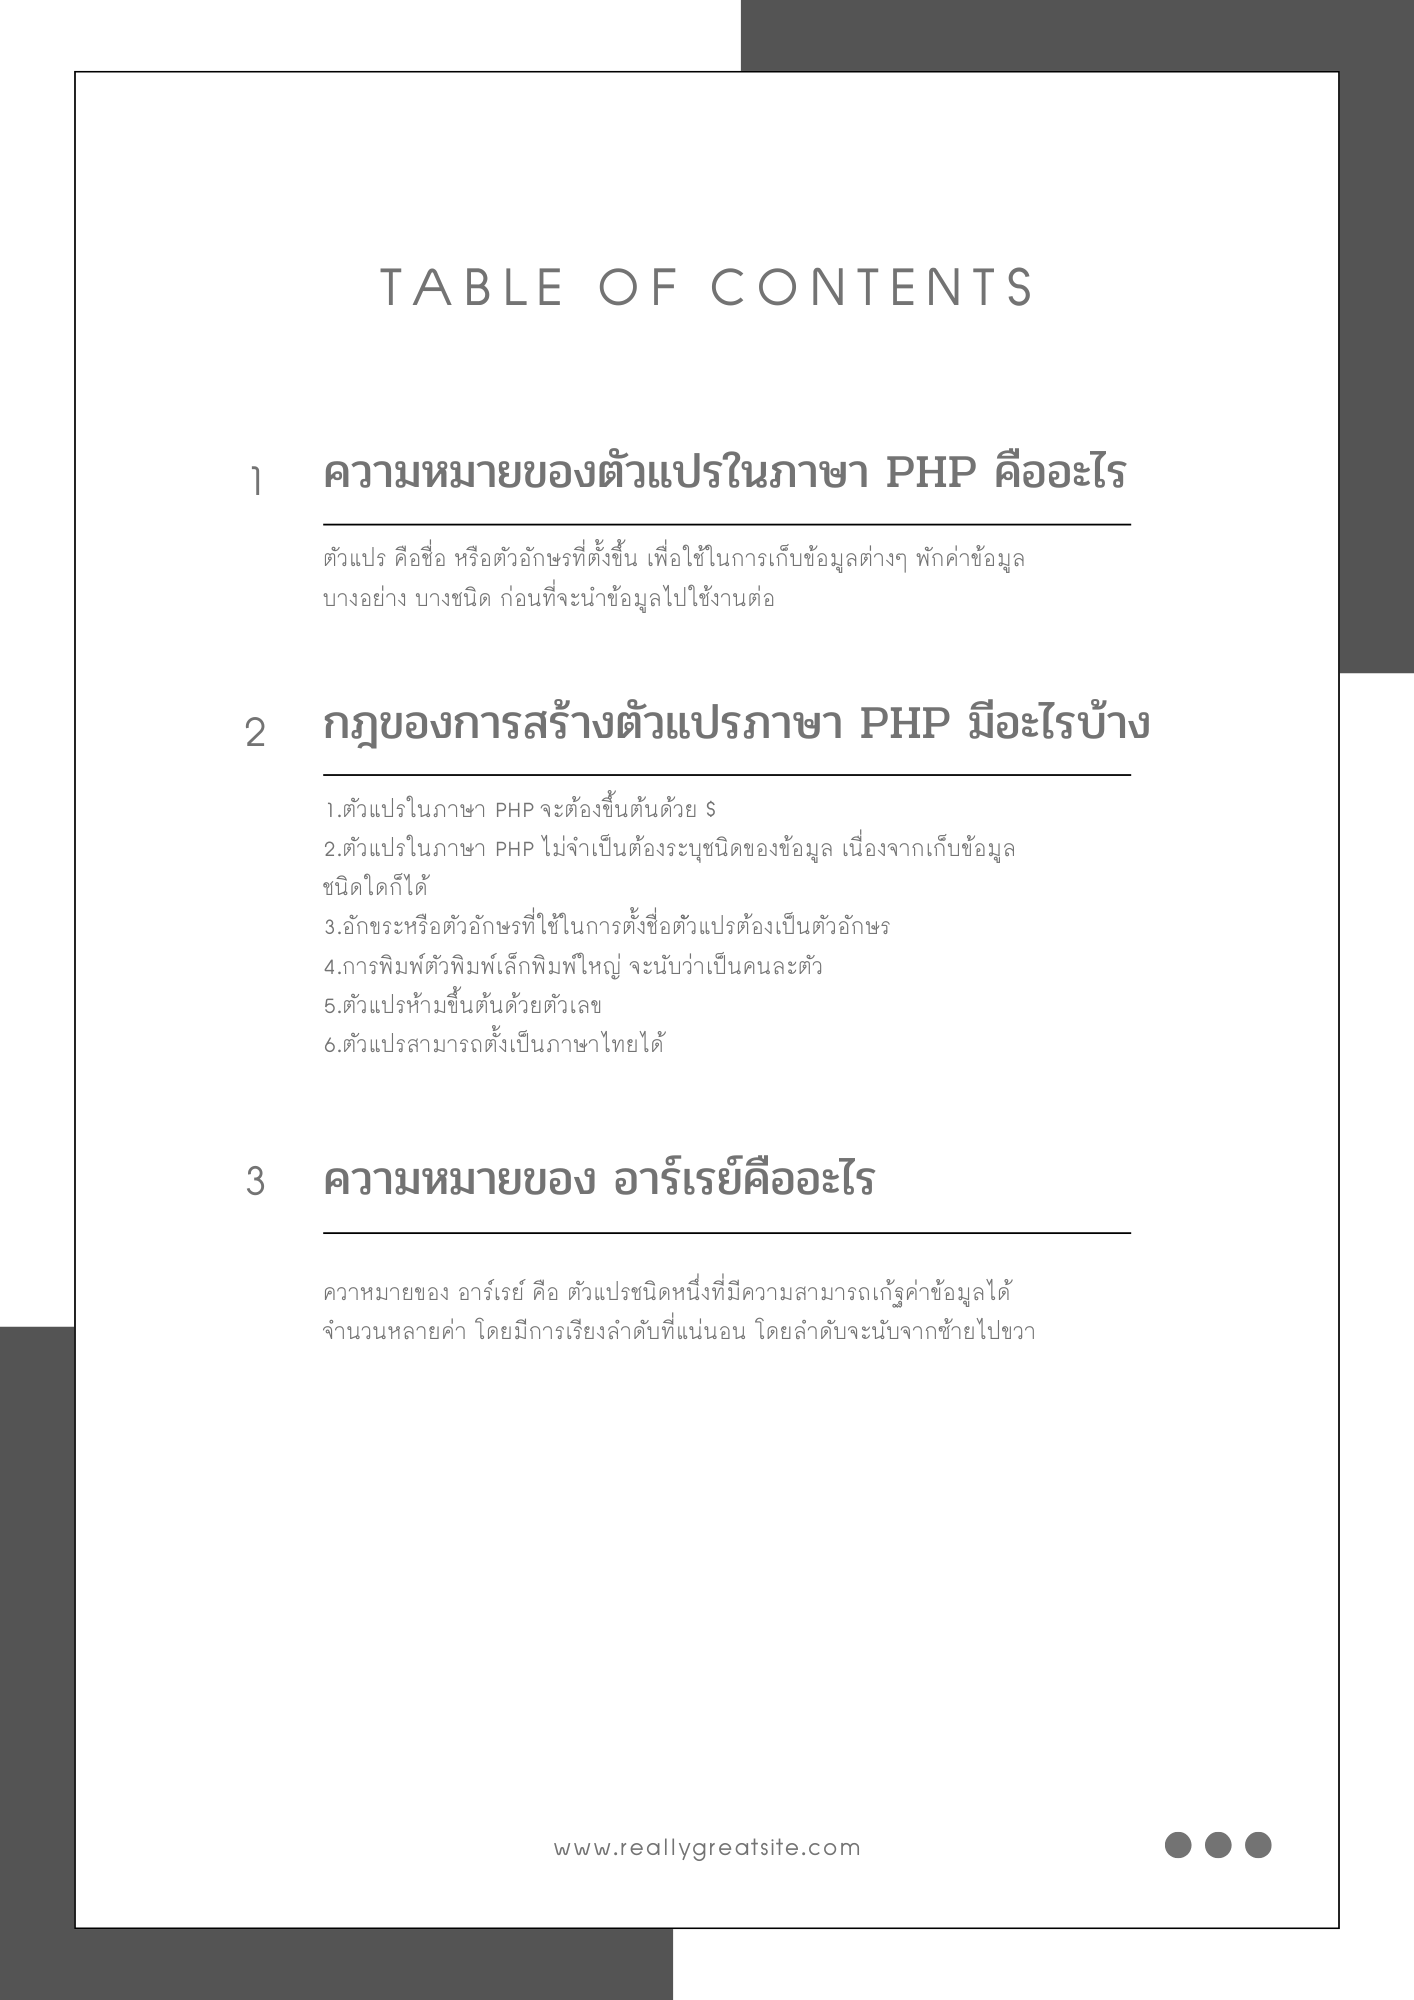 TABLE OF CONTENTS
1
ความหมายของตัวแปรในภาษา PHP คืออะไร
ตัวแปร คือชื่อ หรือตัวอักษรที่ตั้งขึ้น เพื่อใช้ในการเก็บข้อมูลต่างๆ พักค่าข้อมูล
บางอย่าง บางชนิด ก่อนที่จะนำข้อมูลไปใช้งานต่อ
2
กฎของการสร้างตัวแปรภาษา PHP มีอะไรบ้าง
1.ตัวแปรในภาษา PHP จะต้องขึ้นต้นด้วย $
2.ตัวแปรในภาษา PHP ไม่จำเป็นต้องระบุชนิดของข้อมูล เนื่องจากเก็บข้อมูล
ชนิดใดก็ได้
3.อักขระหรือตัวอักษรที่ใช้ในการตั้งชื่อตัวแปรต้องเป็นตัวอักษร
4.การพิมพ์ตัวพิมพ์เล็กพิมพ์ใหญ่ จะนับว่าเป็นคนละตัว
5.ตัวแปรห้ามขึ้นต้นด้วยตัวเลข
6.ตัวแปรสามารถตั้งเป็นภาษาไทยได้
3
ความหมายของ อาร์เรย์คืออะไร
ควาหมายของ อาร์เรย์ คือ ตัวแปรชนิดหนึ่งที่มีความสามารถเก้ฐค่าข้อมูลได้
จำนวนหลายค่า โดยมีการเรียงลำดับที่แน่นอน โดยลำดับจะนับจากซ้ายไปขวา
www.reallygreatsite.com